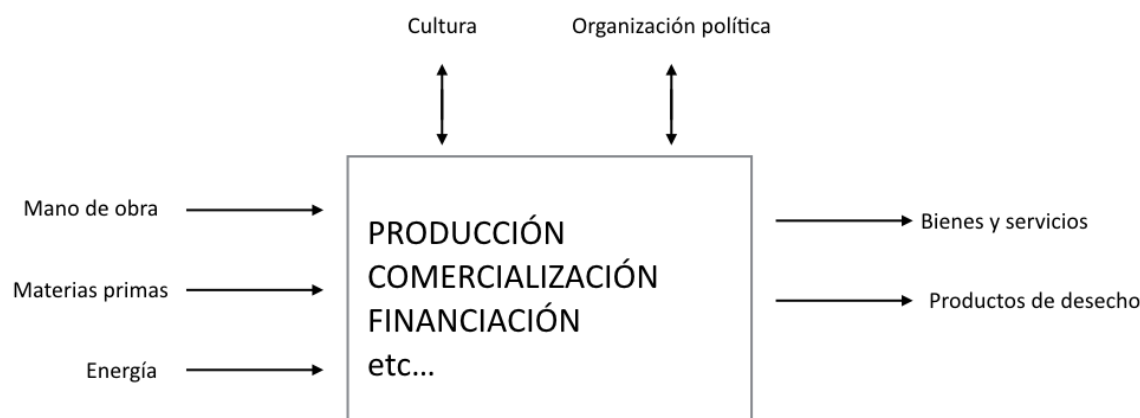 Cultura
Organización política
Mano de obra
Materias primas
Energía
PRODUCCIÓN
COMERCIALIZACIÓN
FINANCIACIÓN
etc...
Bienes y servicios
Productos de desecho